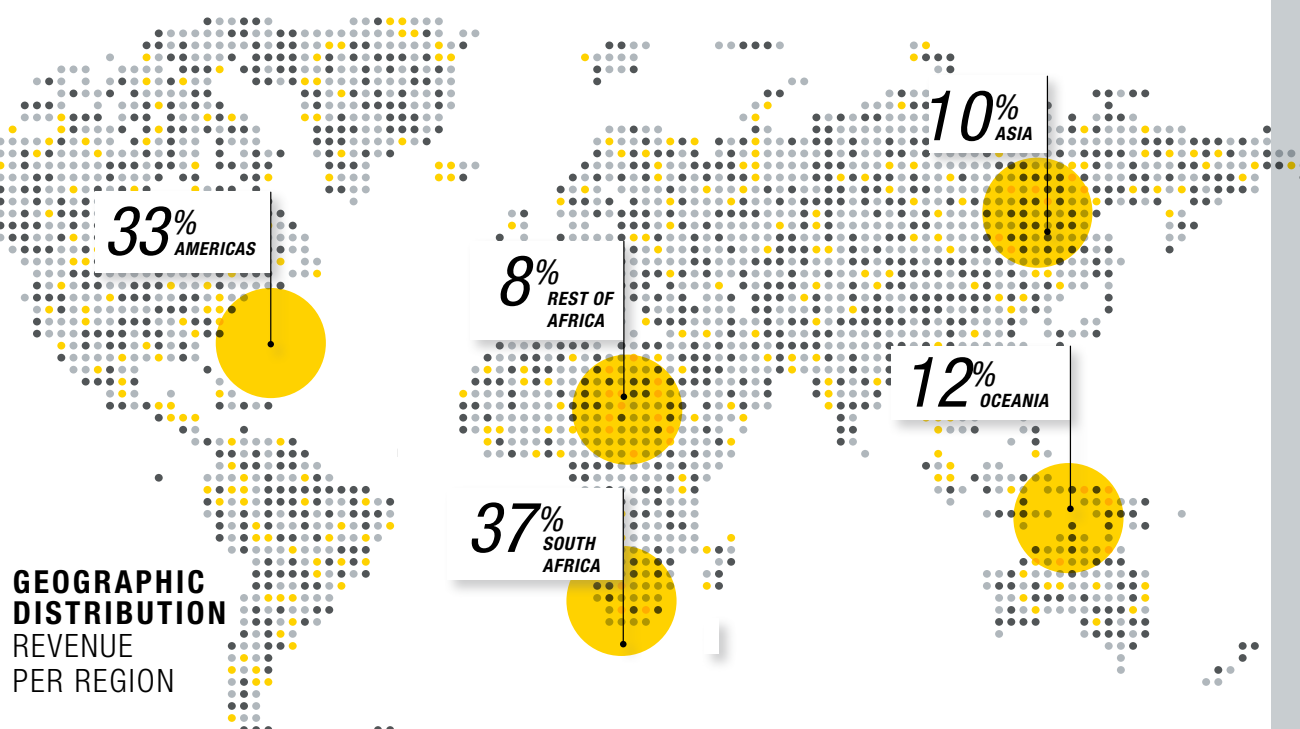 10%
ASIA
33%
AMERICAS
8%
REST OF
AFRICA
12%
OCEANIA
37%
SOUTH
AFRICA
GEOGRAPHIC
DISTRIBUTION
REVENUE
PER REGION